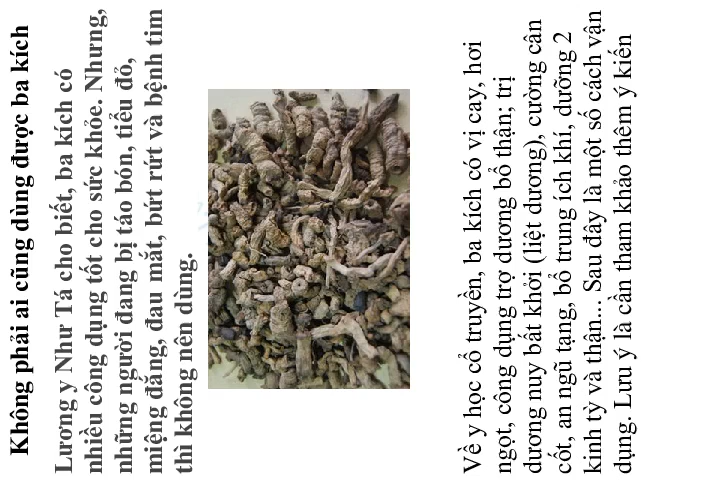 Không phải ai cũng dùng được ba kích
Lương y Như Tá cho biết, ba kích có
nhiều công dụng tốt cho sức khỏe. Nhưng,
những người đang bị táo bón, tiểu đỏ,
miệng đắng, đau mắt, bứt rứt và bệnh tim
thì không nên dùng.
Về y học cổ truyền, ba kích có vị cay, hơi
ngọt, công dụng trợ dương bổ thận; trị
dương nuy bất khởi (liệt dương), cường cân
cốt, an ngũ tạng, bổ trung ích khí, dưỡng 2
kinh tỳ và thận... Sau đây là một số cách vận
dụng. Lưu ý là cần tham khảo thêm ý kiến